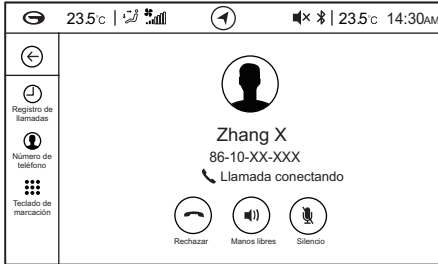 23.5°C | | 23.5°C 14:30AM
Registro de
llamadas
Número de
teléfono
Teclado de
marcación
Zhang X
86-10-XX-XXX
Llamada conectando
Rechazar Manos libres Silencio